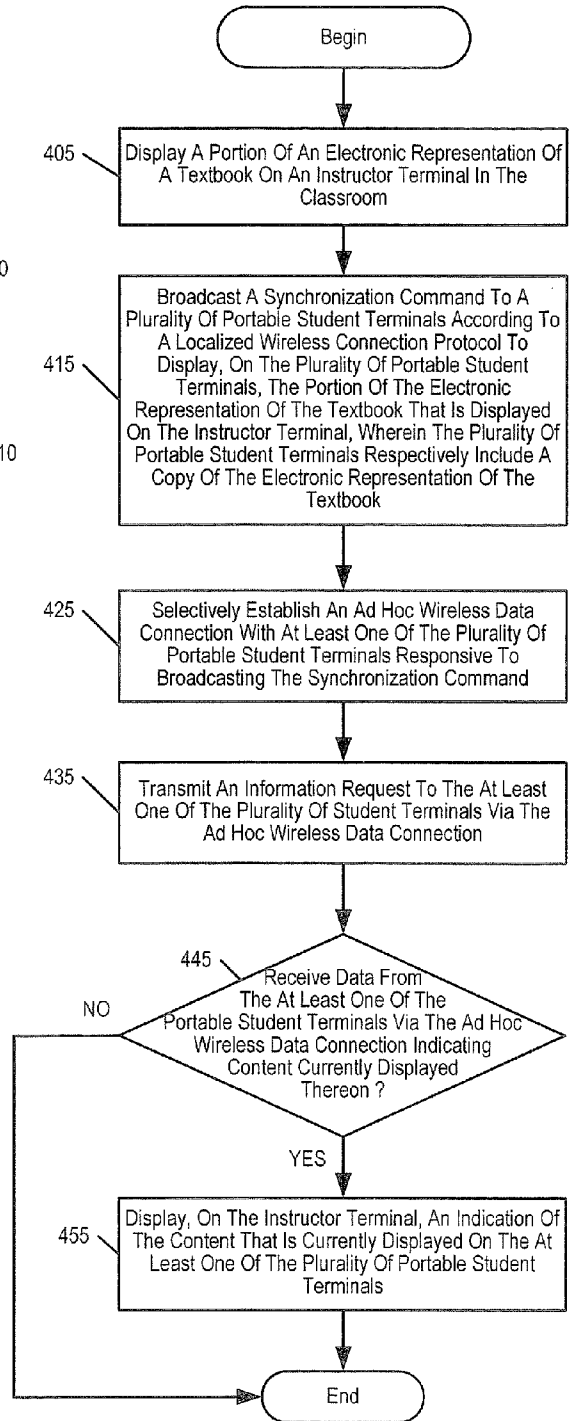 Begin
405
Display A Portion Of An Electronic Representation Of
A Textbook On An Instructor Terminal In The
Classroom
0
415
Broadcast A Synchronization Command To A
Plurality Of Portable Student Terminals According To
A Localized Wireless Connection Protocol To
Display, On The Plurality Of Portable Student
Terminals, The Portion Of The Electronic
Representation Of The Textbook That Is Displayed
On The Instructor Terminal, Wherein The Plurality Of
Portable Student Terminals Respectively Include A
Copy Of The Electronic Representation Of The
Textbook
10
425
Selectively Establish An Ad Hoc Wireless Data
Connection With At Least One Of The Plurality Of
Portable Student Terminals Responsive To
Broadcasting The Synchronization Command
435
Transmit An Information Request To The At Least
One Of The Plurality Of Student Terminals Via The
Ad Hoc Wireless Data Connection
445
Receive Data From
The At Least One Of The
Portable Student Terminals Via The Ad Hoc
Wireless Data Connection Indicating
Content Currently Displayed
Thereon ?
NO
YES
455
Display, On The Instructor Terminal, An Indication Of
The Content That Is Currently Displayed On The At
Least One Of The Plurality Of Portable Student
Terminals
End